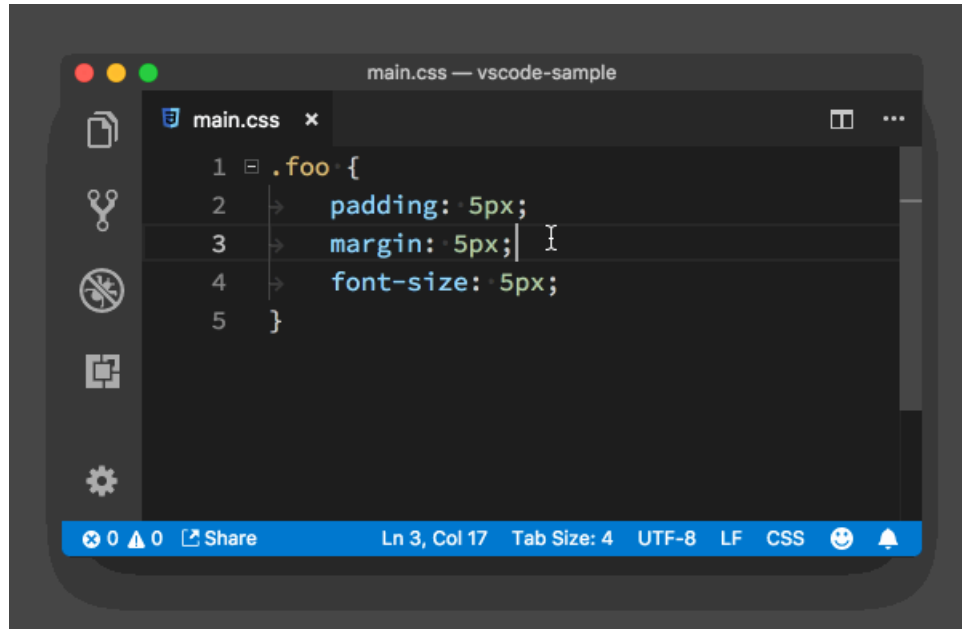 main.css — vscode-sample
main.css ×
1 .foo {
2 padding: 5px;
3 margin: 5px;
4 font-size: 5px;
5 }
0 0 Share Ln 3, Col 17 Tab Size: 4 UTF-8 LF CSS